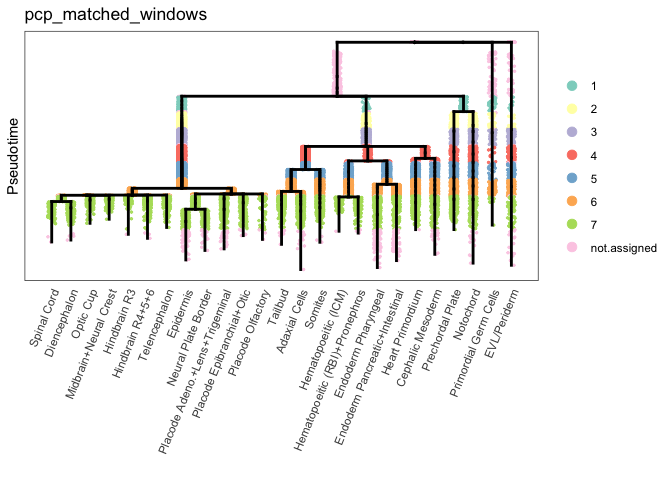 pcp_matched_windows
Pseudotime
1
2
3
4
5
6
7
not.assigned
Spinal Cord
Diencephalon
Optic Cup
Midbrain+Neural Crest
Hindbrain R3
Hindbrain R4+5+6
Telencephalon
Epidermis
Neural Plate Border
Placode Adeno.+Lens+Trigeminal
Placode Epibranchial+Otic
Placode Olfactory
Tailbud
Adaxial Cells
Somites
Hematopoeitic (ICM)
Hematopoeitic (RBI)+Pronephros
Endoderm Pharyngeal
Endoderm Pancreatic+Intestinal
Heart Primordium
Cephalic Mesoderm
Prechordal Plate
Notochord
Primordial Germ Cells
EVL/Periderm